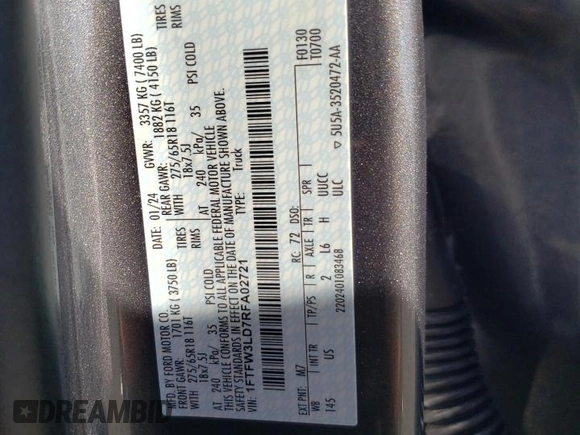 MFD. BY FORD MOTOR CO.
DATE: 01/24 GVWR: 3357 KG ( 7400 LB)
FRONT GAWR: 1701 KG ( 3750 LB)
REAR GAWR: 1882 KG ( 4150 LB)
WITH 275/65R18 116T TIRES
18x7.5J RIMS
WITH 275/65R18 116T TIRES
18x7.5J RIMS
AT 240 kPa/ 35 PSI COLD
AT 240 kPa/ 35 PSI COLD
THIS VEHICLE CONFORMS TO ALL APPLICABLE FEDERAL MOTOR VEHICLE
SAFETY STANDARDS IN EFFECT ON THE DATE OF MANUFACTURE SHOWN ABOVE.
VIN: 1FTFW3LD7RFA02721
TYPE: Truck
F0130
T0700
EXT PNT: M7 RC: 72 DSO:
WB INT TR TP/PS R AXLE TR SPR
145 US 2 L6 H UUCC
ULC
2202401083468
▽ 5U5A-3520472-AA
DREAMBID
DREAMBID.COM